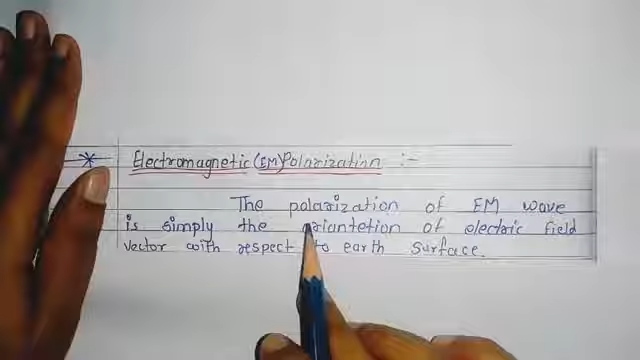 * Electromagnetic (EM) Polarization :-
The polarization of EM wave
is simply the oriantetion of electric field
vector with respect to earth surface.